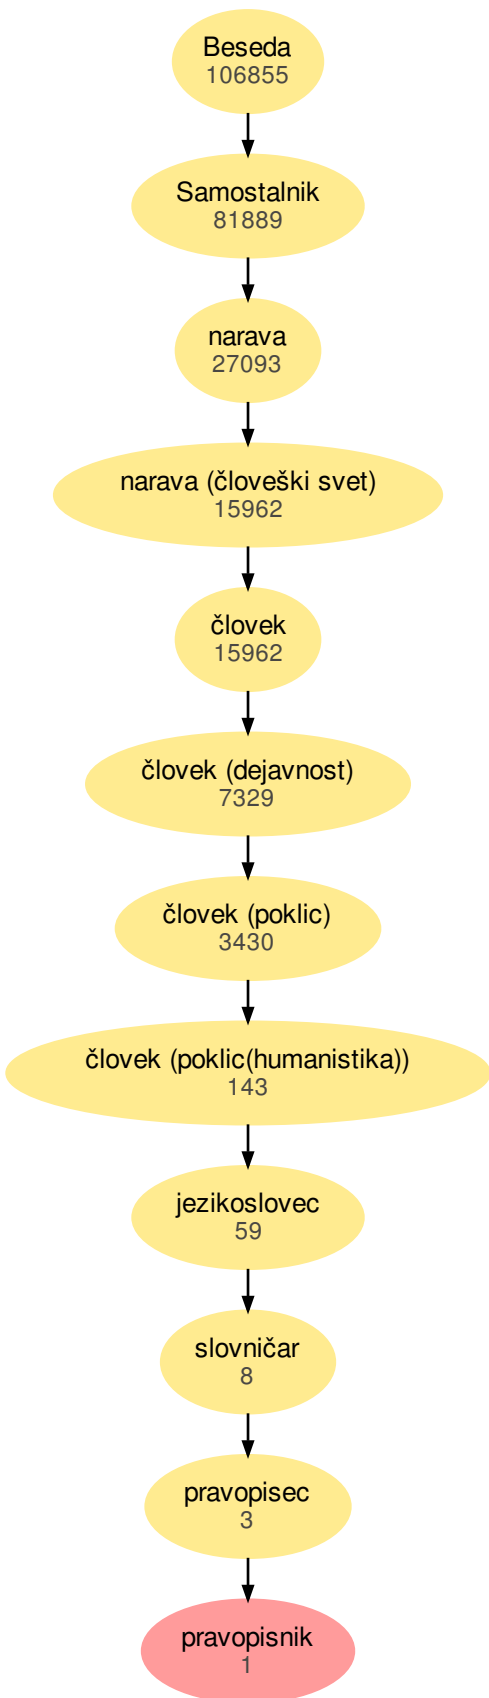 Beseda
106855
Samostalnik
81889
narava
27093
narava (človeški svet)
15962
človek
15962
človek (dejavnost)
7329
človek (poklic)
3430
človek (poklic(humanistika))
143
jezikoslovec
59
slovničar
8
pravopisec
3
pravopisnik
1